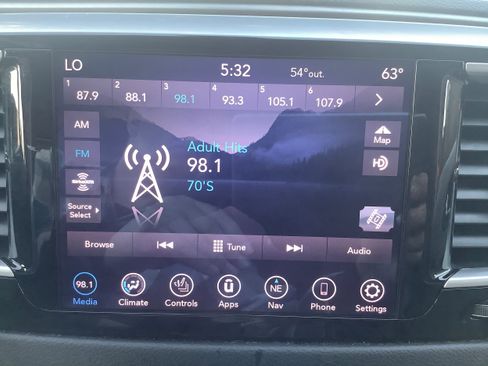 LO 5:32 54°out. 63°
1 2 3 4 5 6
87.9 88.1 98.1 93.3 105.1 107.9
AM
Map
Adult Hits
FM
98.1
HD
70'S
SiriusXM
Source
Select
Browse Tune Audio
98.1 ü NE
Media Climate Controls Apps Nav Phone Settings